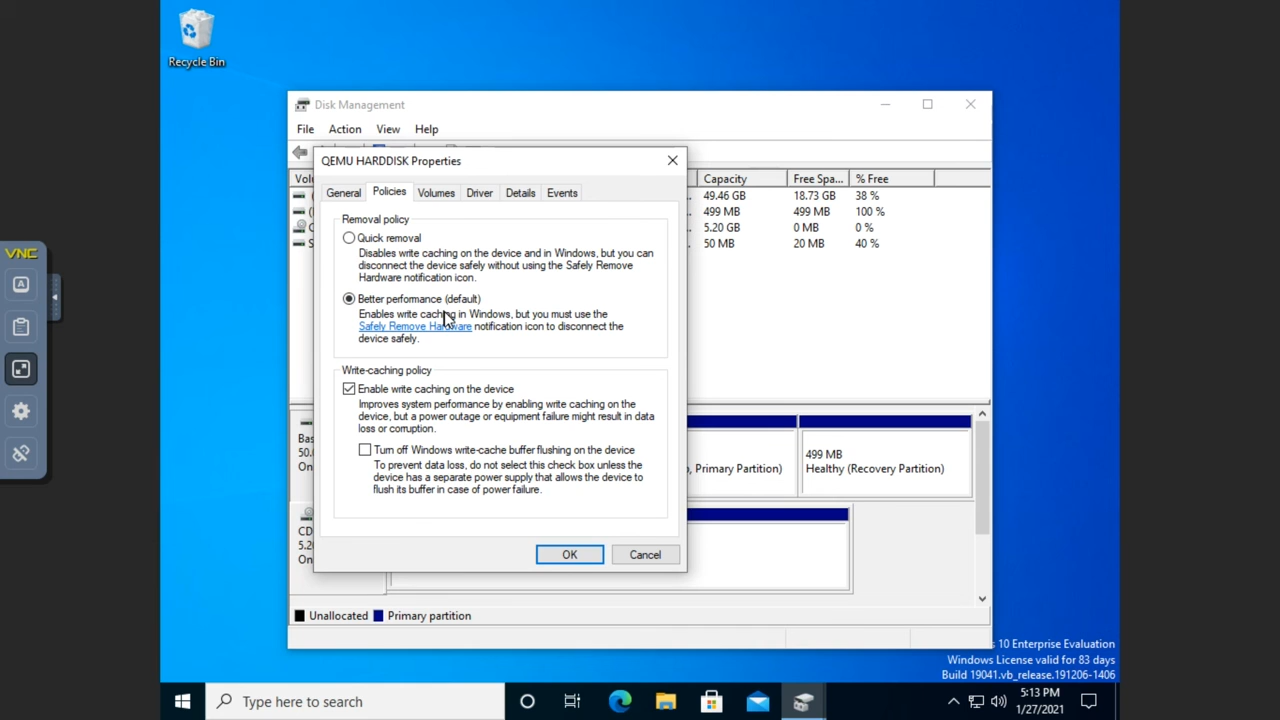 Recycle Bin
Disk Management
File Action View Help
QEMU HARDDISK Properties
Capacity Free Spa... % Free
49.46 GB 18.73 GB 38 %
499 MB 499 MB 100 %
5.20 GB 0 MB 0 %
50 MB 20 MB 40 %
General Policies Volumes Driver Details Events
Removal policy
Quick removal
Disables write caching on the device and in Windows, but you can
disconnect the device safely without using the Safely Remove
Hardware notification icon.
Better performance (default)
Enables write caching in Windows, but you must use the
Safely Remove Hardware notification icon to disconnect the
device safely.
Write-caching policy
Enable write caching on the device
Improves system performance by enabling write caching on the
device, but a power outage or equipment failure might result in data
loss or corruption.
Turn off Windows write-cache buffer flushing on the device
To prevent data loss, do not select this check box unless the
device has a separate power supply that allows the device to
flush its buffer in case of power failure.
OK Cancel
Bas
50.0
On
, Primary Partition)
499 MB
Healthy (Recovery Partition)
CD
5.20
On
Unallocated Primary partition
VNC
A
10 Enterprise Evaluation
Windows License valid for 83 days
Build 19041.vb_release.191206-1406
Type here to search
5:13 PM
1/27/2021